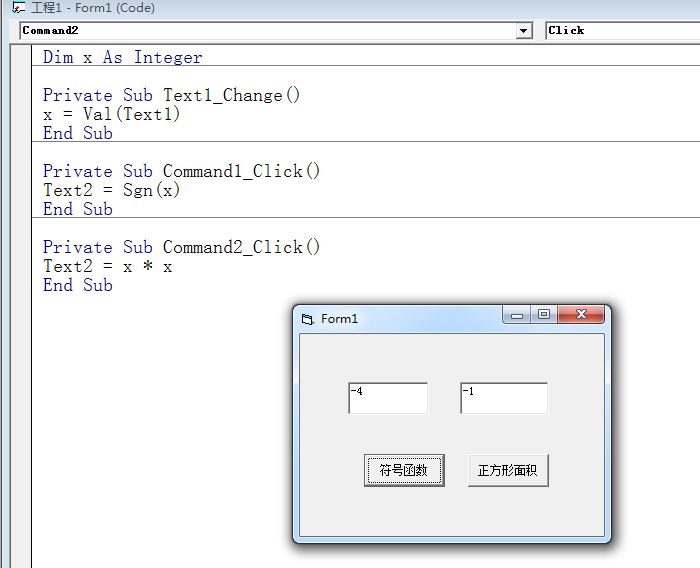 工程1 - Form1 (Code)
Command2 Click
Dim x As Integer
Private Sub Text1_Change()
x = Val(Text1)
End Sub
Private Sub Command1_Click()
Text2 = Sgn(x)
End Sub
Private Sub Command2_Click()
Text2 = x * x
End Sub
Form1
-4 -1
符号函数 正方形面积